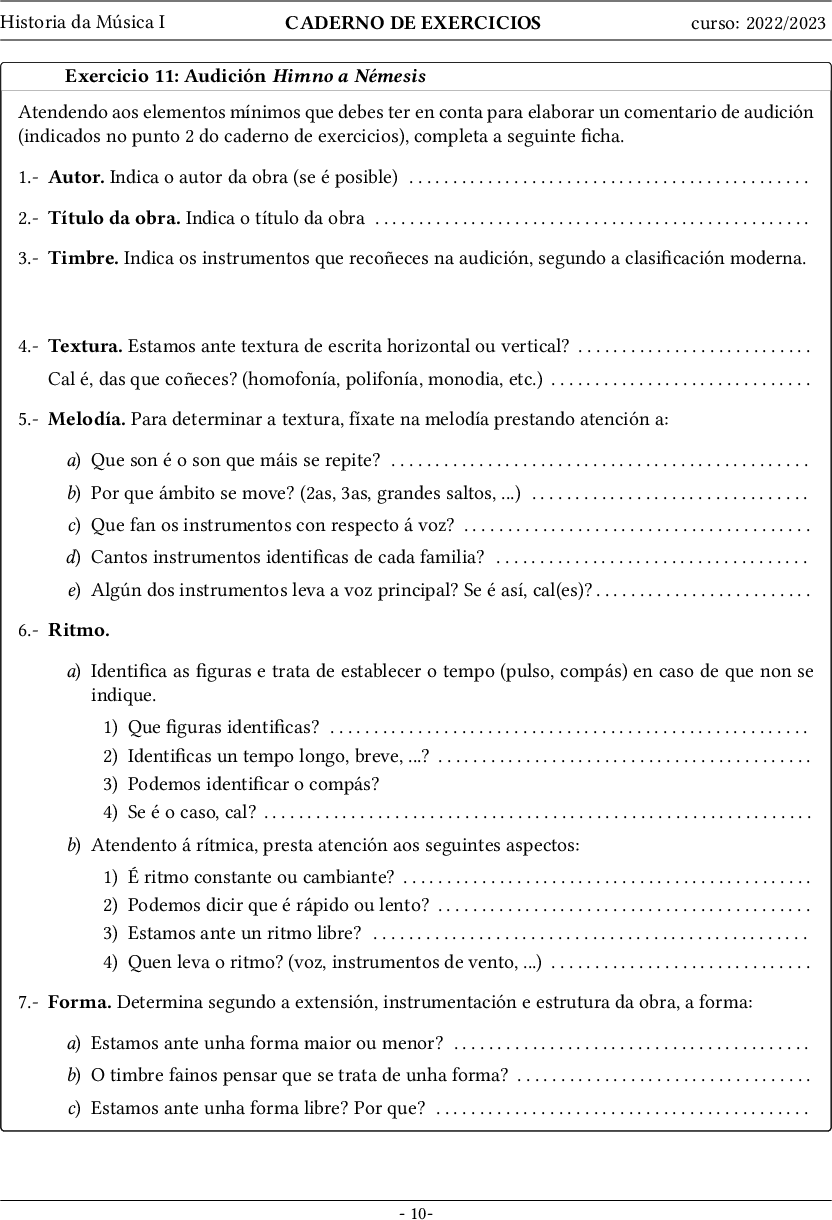 Historia da Música I CADERNO DE EXERCICIOS curso: 2022/2023
Exercicio 11: Audición Himno a Némesis
Atendendo aos elementos mínimos que debes ter en conta para elaborar un comentario de audición
(indicados no punto 2 do caderno de exercicios), completa a seguinte ficha.
1.- Autor. Indica o autor da obra (se é posible) . . . . . . . . . . . . . . . . . . . . . . . . . . . . . . . . . . . . . . . . . . . . . .
2.- Título da obra. Indica o título da obra . . . . . . . . . . . . . . . . . . . . . . . . . . . . . . . . . . . . . . . . . . . . . . . . . .
3.- Timbre. Indica os instrumentos que recoñeces na audición, segundo a clasificación moderna.
4.- Textura. Estamos ante textura de escrita horizontal ou vertical? . . . . . . . . . . . . . . . . . . . . . . . . . . .
Cal é, das que coñeces? (homofonía, polifonía, monodia, etc.) . . . . . . . . . . . . . . . . . . . . . . . . . . . . . .
5.- Melodía. Para determinar a textura, fíxate na melodía prestando atención a:
a) Que son é o son que máis se repite? . . . . . . . . . . . . . . . . . . . . . . . . . . . . . . . . . . . . . . . . . . . . . . . .
b) Por que ámbito se move? (2as, 3as, grandes saltos, ...) . . . . . . . . . . . . . . . . . . . . . . . . . . . . . . . .
c) Que fan os instrumentos con respecto á voz? . . . . . . . . . . . . . . . . . . . . . . . . . . . . . . . . . . . . . . . .
d) Cantos instrumentos identificas de cada familia? . . . . . . . . . . . . . . . . . . . . . . . . . . . . . . . . . . . .
e) Algún dos instrumentos leva a voz principal? Se é así, cal(es)? . . . . . . . . . . . . . . . . . . . . . . . . .
6.- Ritmo.
a) Identifica as figuras e trata de establecer o tempo (pulso, compás) en caso de que non se
indique.
1) Que figuras identificas? . . . . . . . . . . . . . . . . . . . . . . . . . . . . . . . . . . . . . . . . . . . . . . . . . . . . . . .
2) Identificas un tempo longo, breve, ...? . . . . . . . . . . . . . . . . . . . . . . . . . . . . . . . . . . . . . . . . . . .
3) Podemos identificar o compás?
4) Se é o caso, cal? . . . . . . . . . . . . . . . . . . . . . . . . . . . . . . . . . . . . . . . . . . . . . . . . . . . . . . . . . . . . . . .
b) Atendento á rítmica, presta atención aos seguintes aspectos:
1) É ritmo constante ou cambiante? . . . . . . . . . . . . . . . . . . . . . . . . . . . . . . . . . . . . . . . . . . . . . . .
2) Podemos dicir que é rápido ou lento? . . . . . . . . . . . . . . . . . . . . . . . . . . . . . . . . . . . . . . . . . . .
3) Estamos ante un ritmo libre? . . . . . . . . . . . . . . . . . . . . . . . . . . . . . . . . . . . . . . . . . . . . . . . . . .
4) Quen leva o ritmo? (voz, instrumentos de vento, ...) . . . . . . . . . . . . . . . . . . . . . . . . . . . . . .
7.- Forma. Determina segundo a extensión, instrumentación e estrutura da obra, a forma:
a) Estamos ante unha forma maior ou menor? . . . . . . . . . . . . . . . . . . . . . . . . . . . . . . . . . . . . . . . . .
b) O timbre fainos pensar que se trata de unha forma? . . . . . . . . . . . . . . . . . . . . . . . . . . . . . . . . . .
c) Estamos ante unha forma libre? Por que? . . . . . . . . . . . . . . . . . . . . . . . . . . . . . . . . . . . . . . . . . . .
- 10-